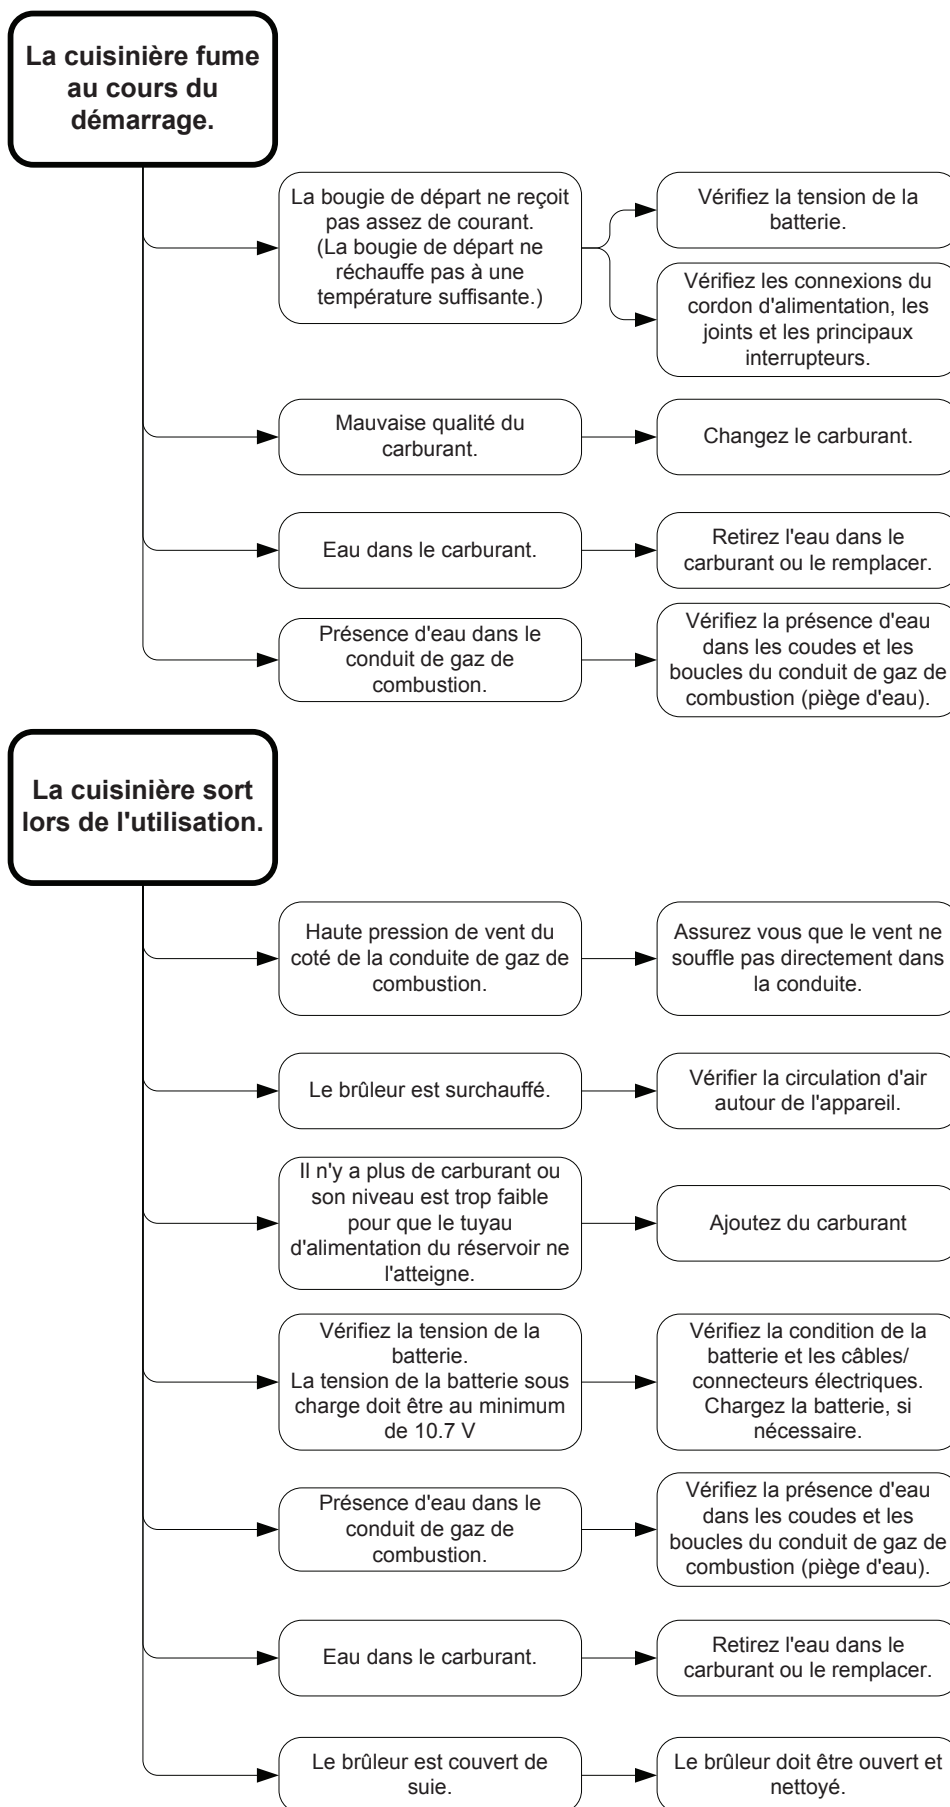 La cuisinière fume
au cours du
démarrage.
La bougie de départ ne reçoit
pas assez de courant.
(La bougie de départ ne
réchauffe pas à une
température suffisante.)
Vérifiez la tension de la
batterie.
Vérifiez les connexions du
cordon d'alimentation, les
joints et les principaux
interrupteurs.
Mauvaise qualité du
carburant.
Changez le carburant.
Eau dans le carburant.
Retirez l'eau dans le
carburant ou le remplacer.
Présence d'eau dans le
conduit de gaz de
combustion.
Vérifiez la présence d'eau
dans les coudes et les
boucles du conduit de gaz de
combustion (piège d'eau).
La cuisinière sort
lors de l'utilisation.
Haute pression de vent du
coté de la conduite de gaz de
combustion.
Assurez vous que le vent ne
souffle pas directement dans
la conduite.
Le brûleur est surchauffé.
Vérifier la circulation d'air
autour de l'appareil.
Il n'y a plus de carburant ou
son niveau est trop faible
pour que le tuyau
d'alimentation du réservoir ne
l'atteigne.
Ajoutez du carburant
Vérifiez la tension de la
batterie.
La tension de la batterie sous
charge doit être au minimum
de 10.7 V
Vérifiez la condition de la
batterie et les câbles/
connecteurs électriques.
Chargez la batterie, si
nécessaire.
Présence d'eau dans le
conduit de gaz de
combustion.
Vérifiez la présence d'eau
dans les coudes et les
boucles du conduit de gaz de
combustion (piège d'eau).
Eau dans le carburant.
Retirez l'eau dans le
carburant ou le remplacer.
Le brûleur est couvert de
suie.
Le brûleur doit être ouvert et
nettoyé.